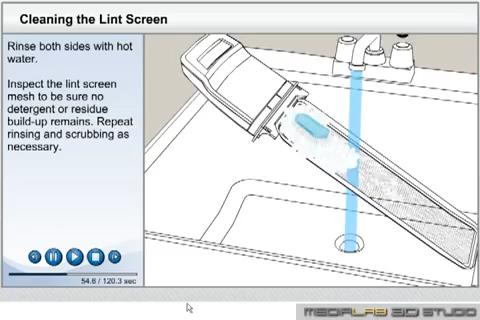 Cleaning the Lint Screen
Rinse both sides with hot
water.
Inspect the lint screen
mesh to be sure no
detergent or residue
build-up remains. Repeat
rinsing and scrubbing as
necessary.
54.6 / 120.3 sec
MEDIALAB 3D STUDIO